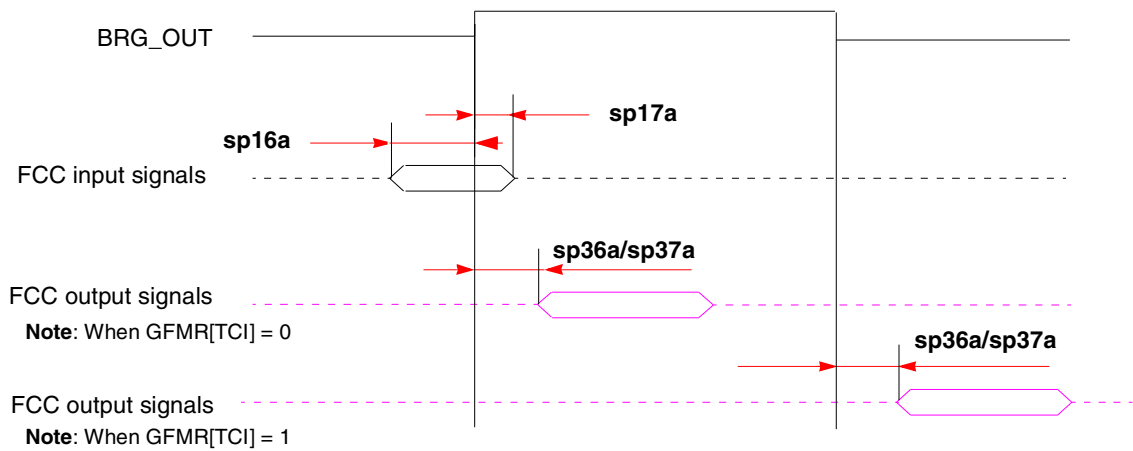 BRG_OUT
sp17a
sp16a
FCC input signals
sp36a/sp37a
FCC output signals
Note: When GFMR[TCI] = 0
sp36a/sp37a
FCC output signals
Note: When GFMR[TCI] = 1